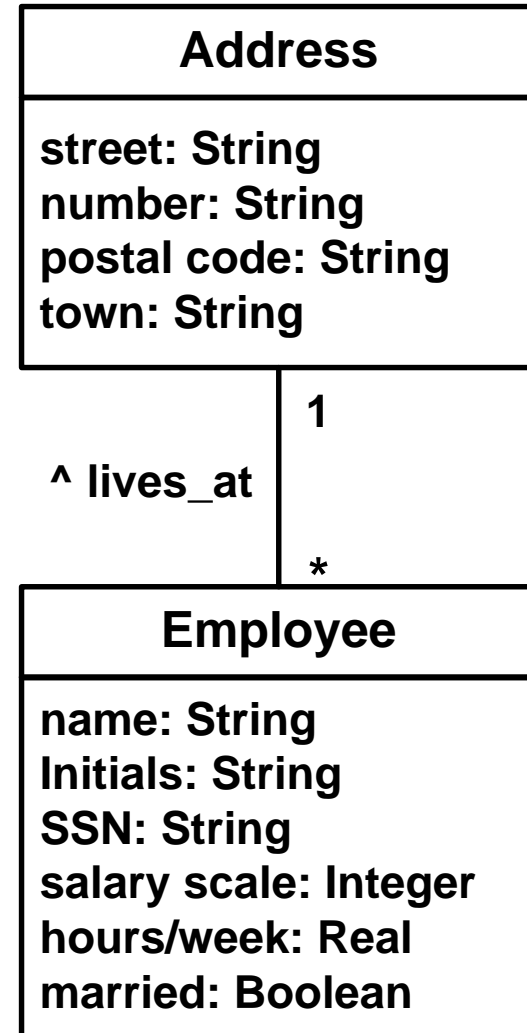 Address
street: String
number: String
postal code: String
town: String
1
^ lives_at
*
Employee
name: String
Initials: String
SSN: String
salary scale: Integer
hours/week: Real
married: Boolean